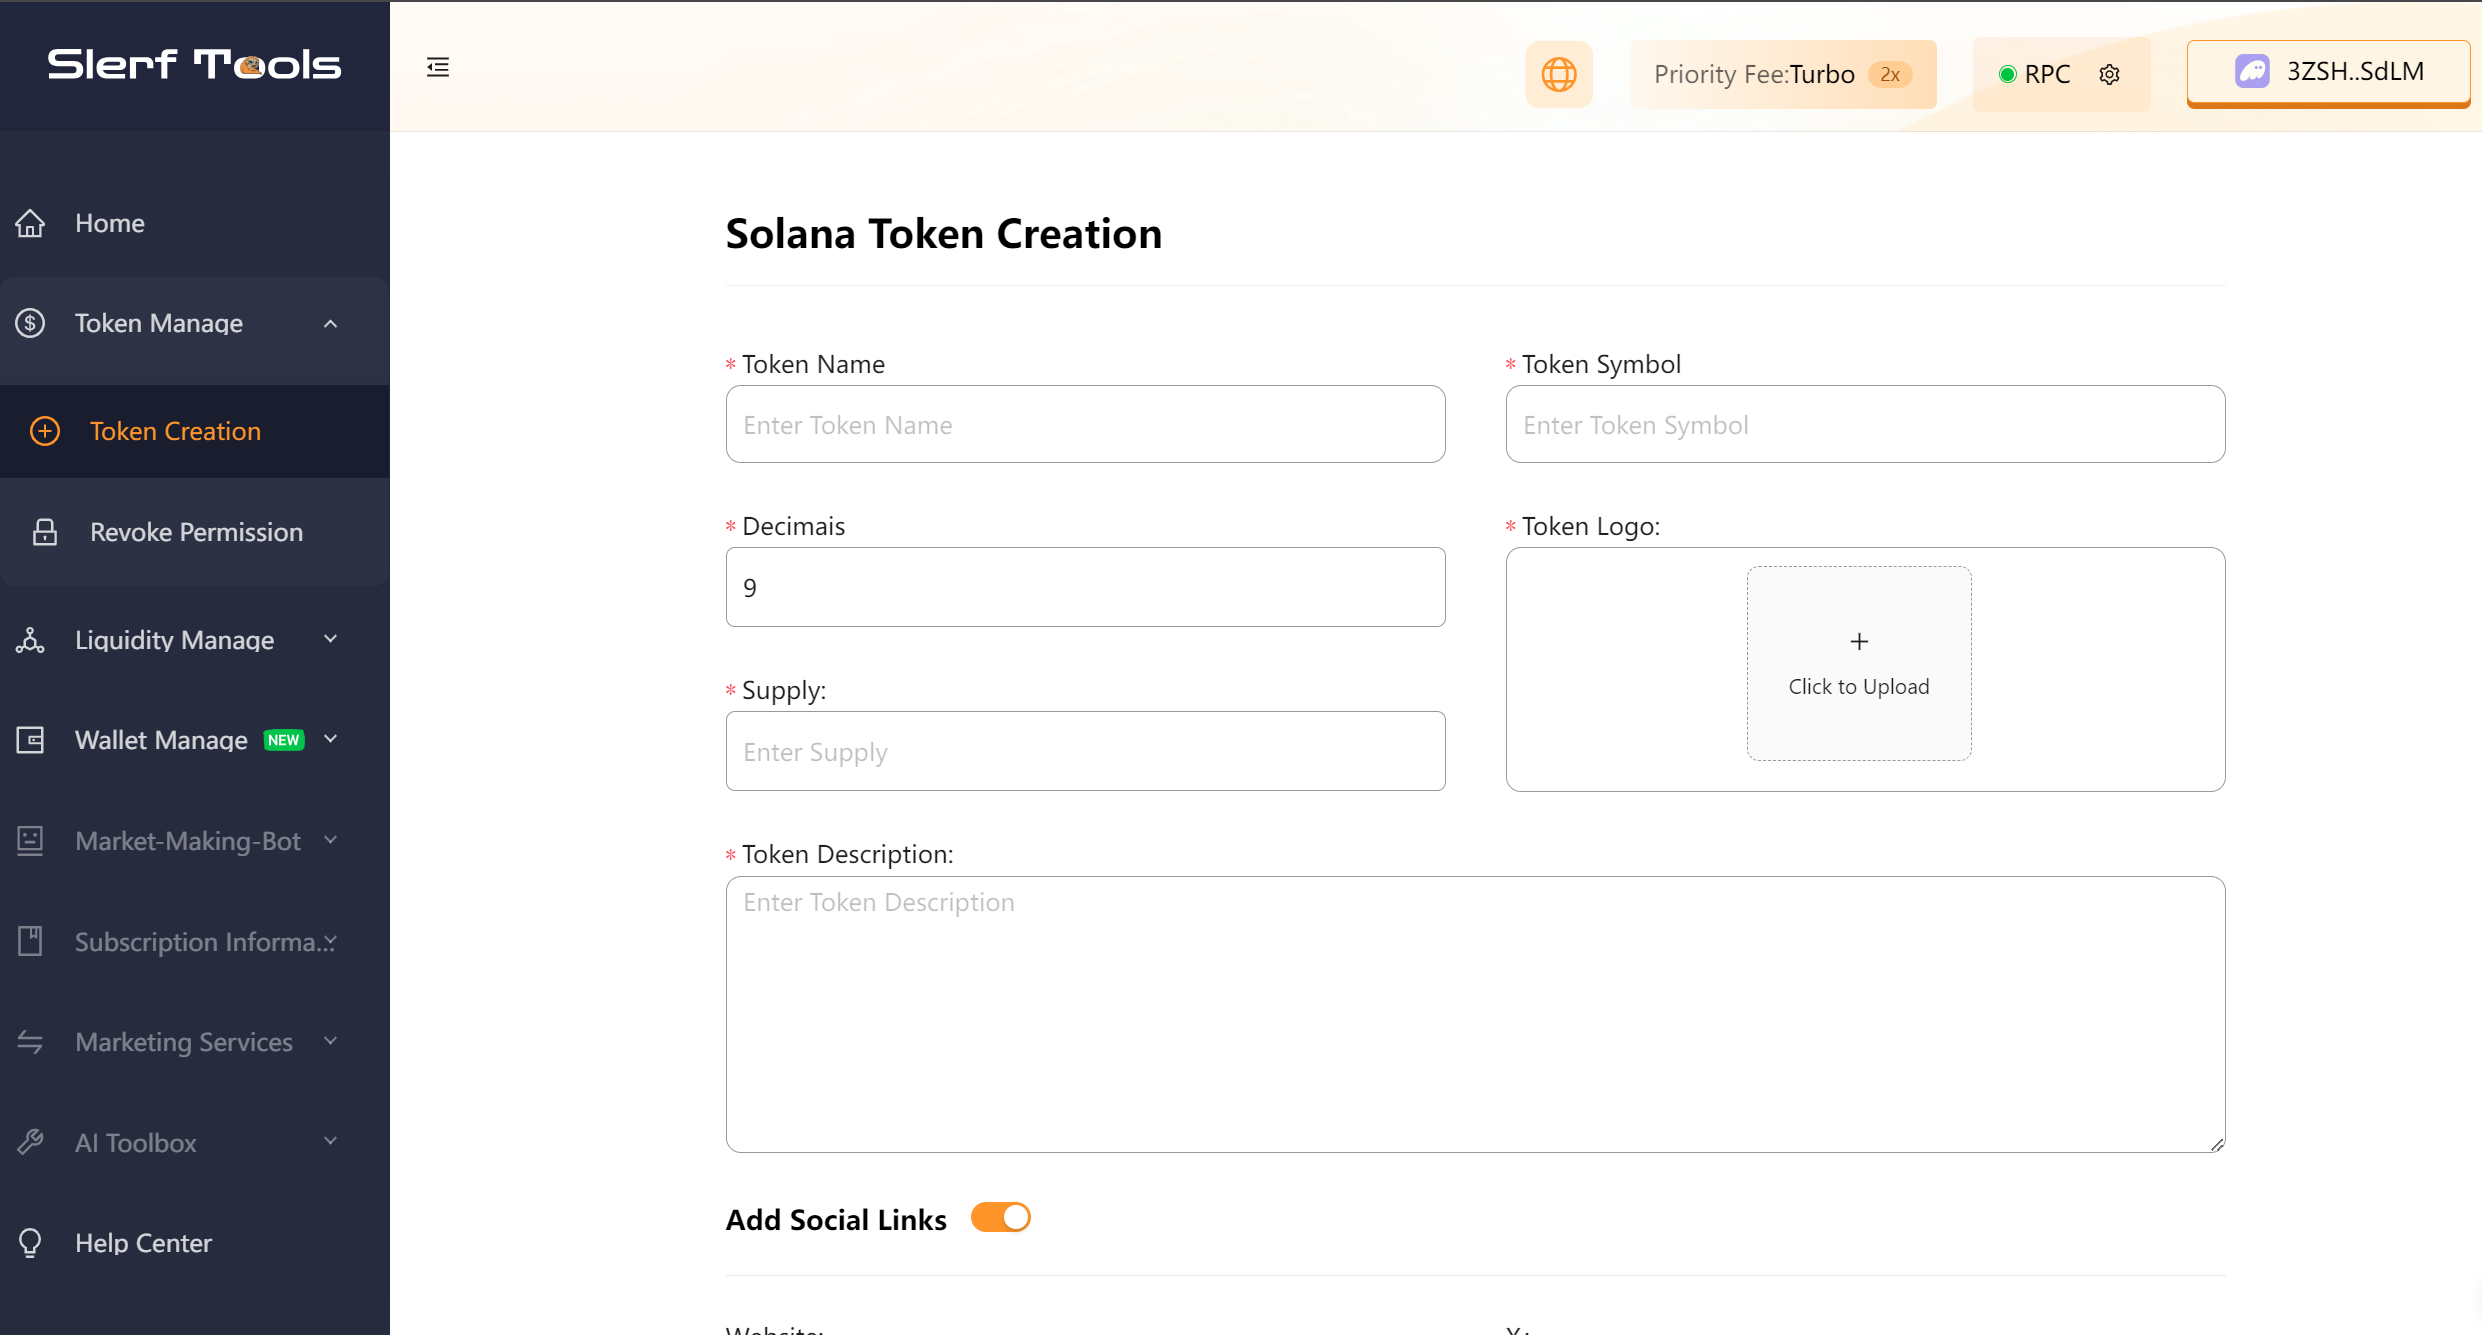 Slerf Tools
Home
Token Manage
Token Creation
Revoke Permission
Liquidity Manage
Wallet Manage NEW
Market-Making-Bot
Subscription Informa...
Marketing Services
AI Toolbox
Help Center
Priority Fee:Turbo 2x
RPC
3ZSH..SdLM
Solana Token Creation
* Token Name
Enter Token Name
* Token Symbol
Enter Token Symbol
* Decimais
9
* Token Logo:
+
Click to Upload
* Supply:
Enter Supply
* Token Description:
Enter Token Description
Add Social Links
Website:
X: